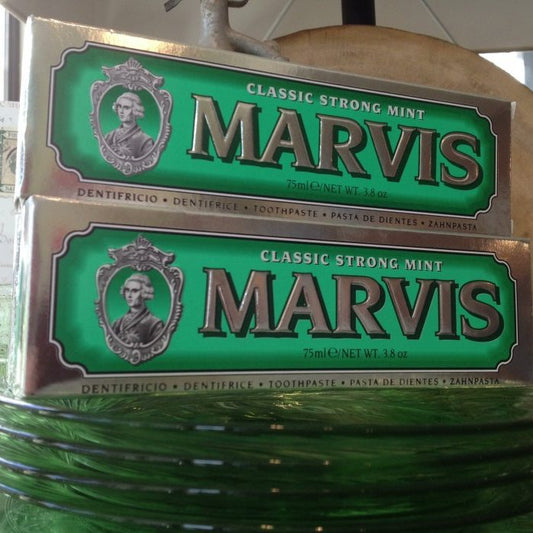 CLASSIC STRONG MINT
MARVIS
75ml℮/NET WT. 3.8 oz
DENTIFRICIO • DENTIFRICE • TOOTHPASTE • PASTA DE DIENTES • ZAHNPASTA
CLASSIC STRONG MINT
MARVIS
75ml℮/NET WT. 3.8 oz
DENTIFRICIO • DENTIFRICE • TOOTHPASTE • PASTA DE DIENTES • ZAHNPASTA